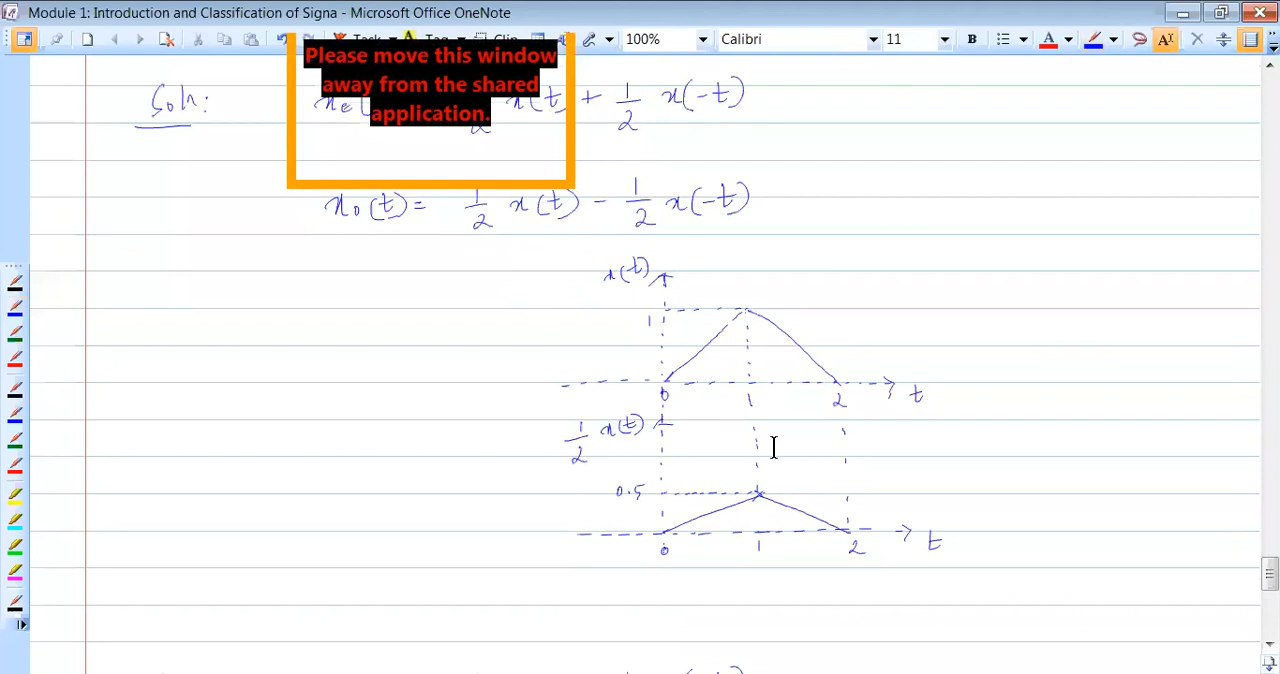 Module 1: Introduction and Classification of Signa - Microsoft Office OneNote
100% Calibri 11 B A A
Please move this window
away from the shared
application.
Soln: x(t) + 1/2 x(-t)
x₀(t) = 1/2 x(t) - 1/2 x(-t)
x(t)
1
0 1 2 t
1/2 x(t)
0.5
0 1 2 t